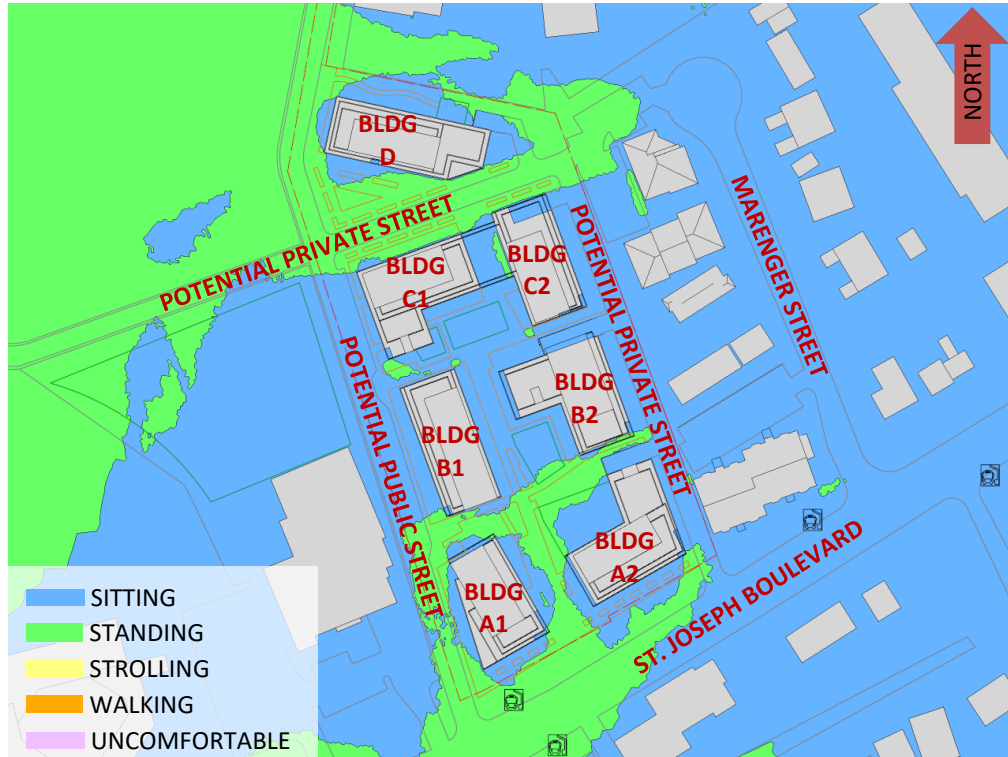 NORTH
BLDG
D
POTENTIAL PRIVATE STREET
BLDG
C1
BLDG
C2
POTENTIAL PRIVATE STREET
MARENGER STREET
POTENTIAL PUBLIC STREET
BLDG
B1
BLDG
B2
BLDG
A1
BLDG
A2
ST. JOSEPH BOULEVARD
SITTING
STANDING
STROLLING
WALKING
UNCOMFORTABLE